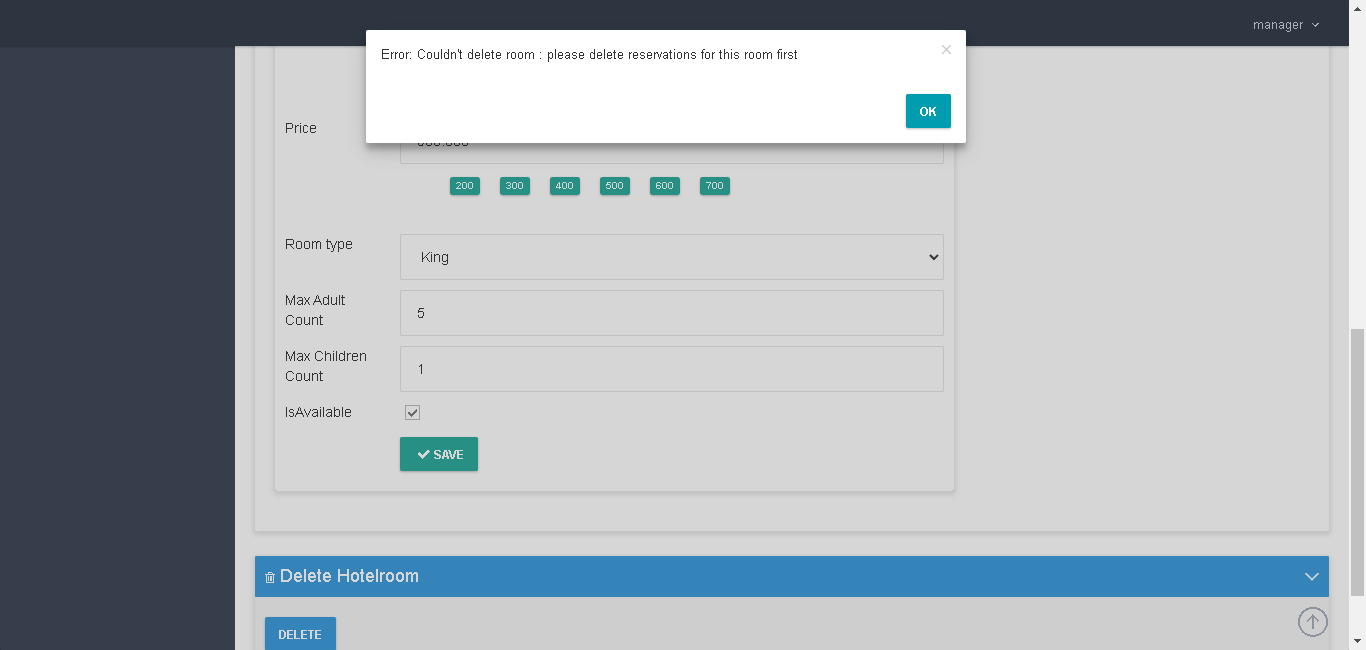 manager
Error: Couldn't delete room : please delete reservations for this room first
×
OK
Price
200 300 400 500 600 700
Room type
King
Max Adult
Count
5
Max Children
Count
1
IsAvailable
SAVE
Delete Hotelroom
DELETE